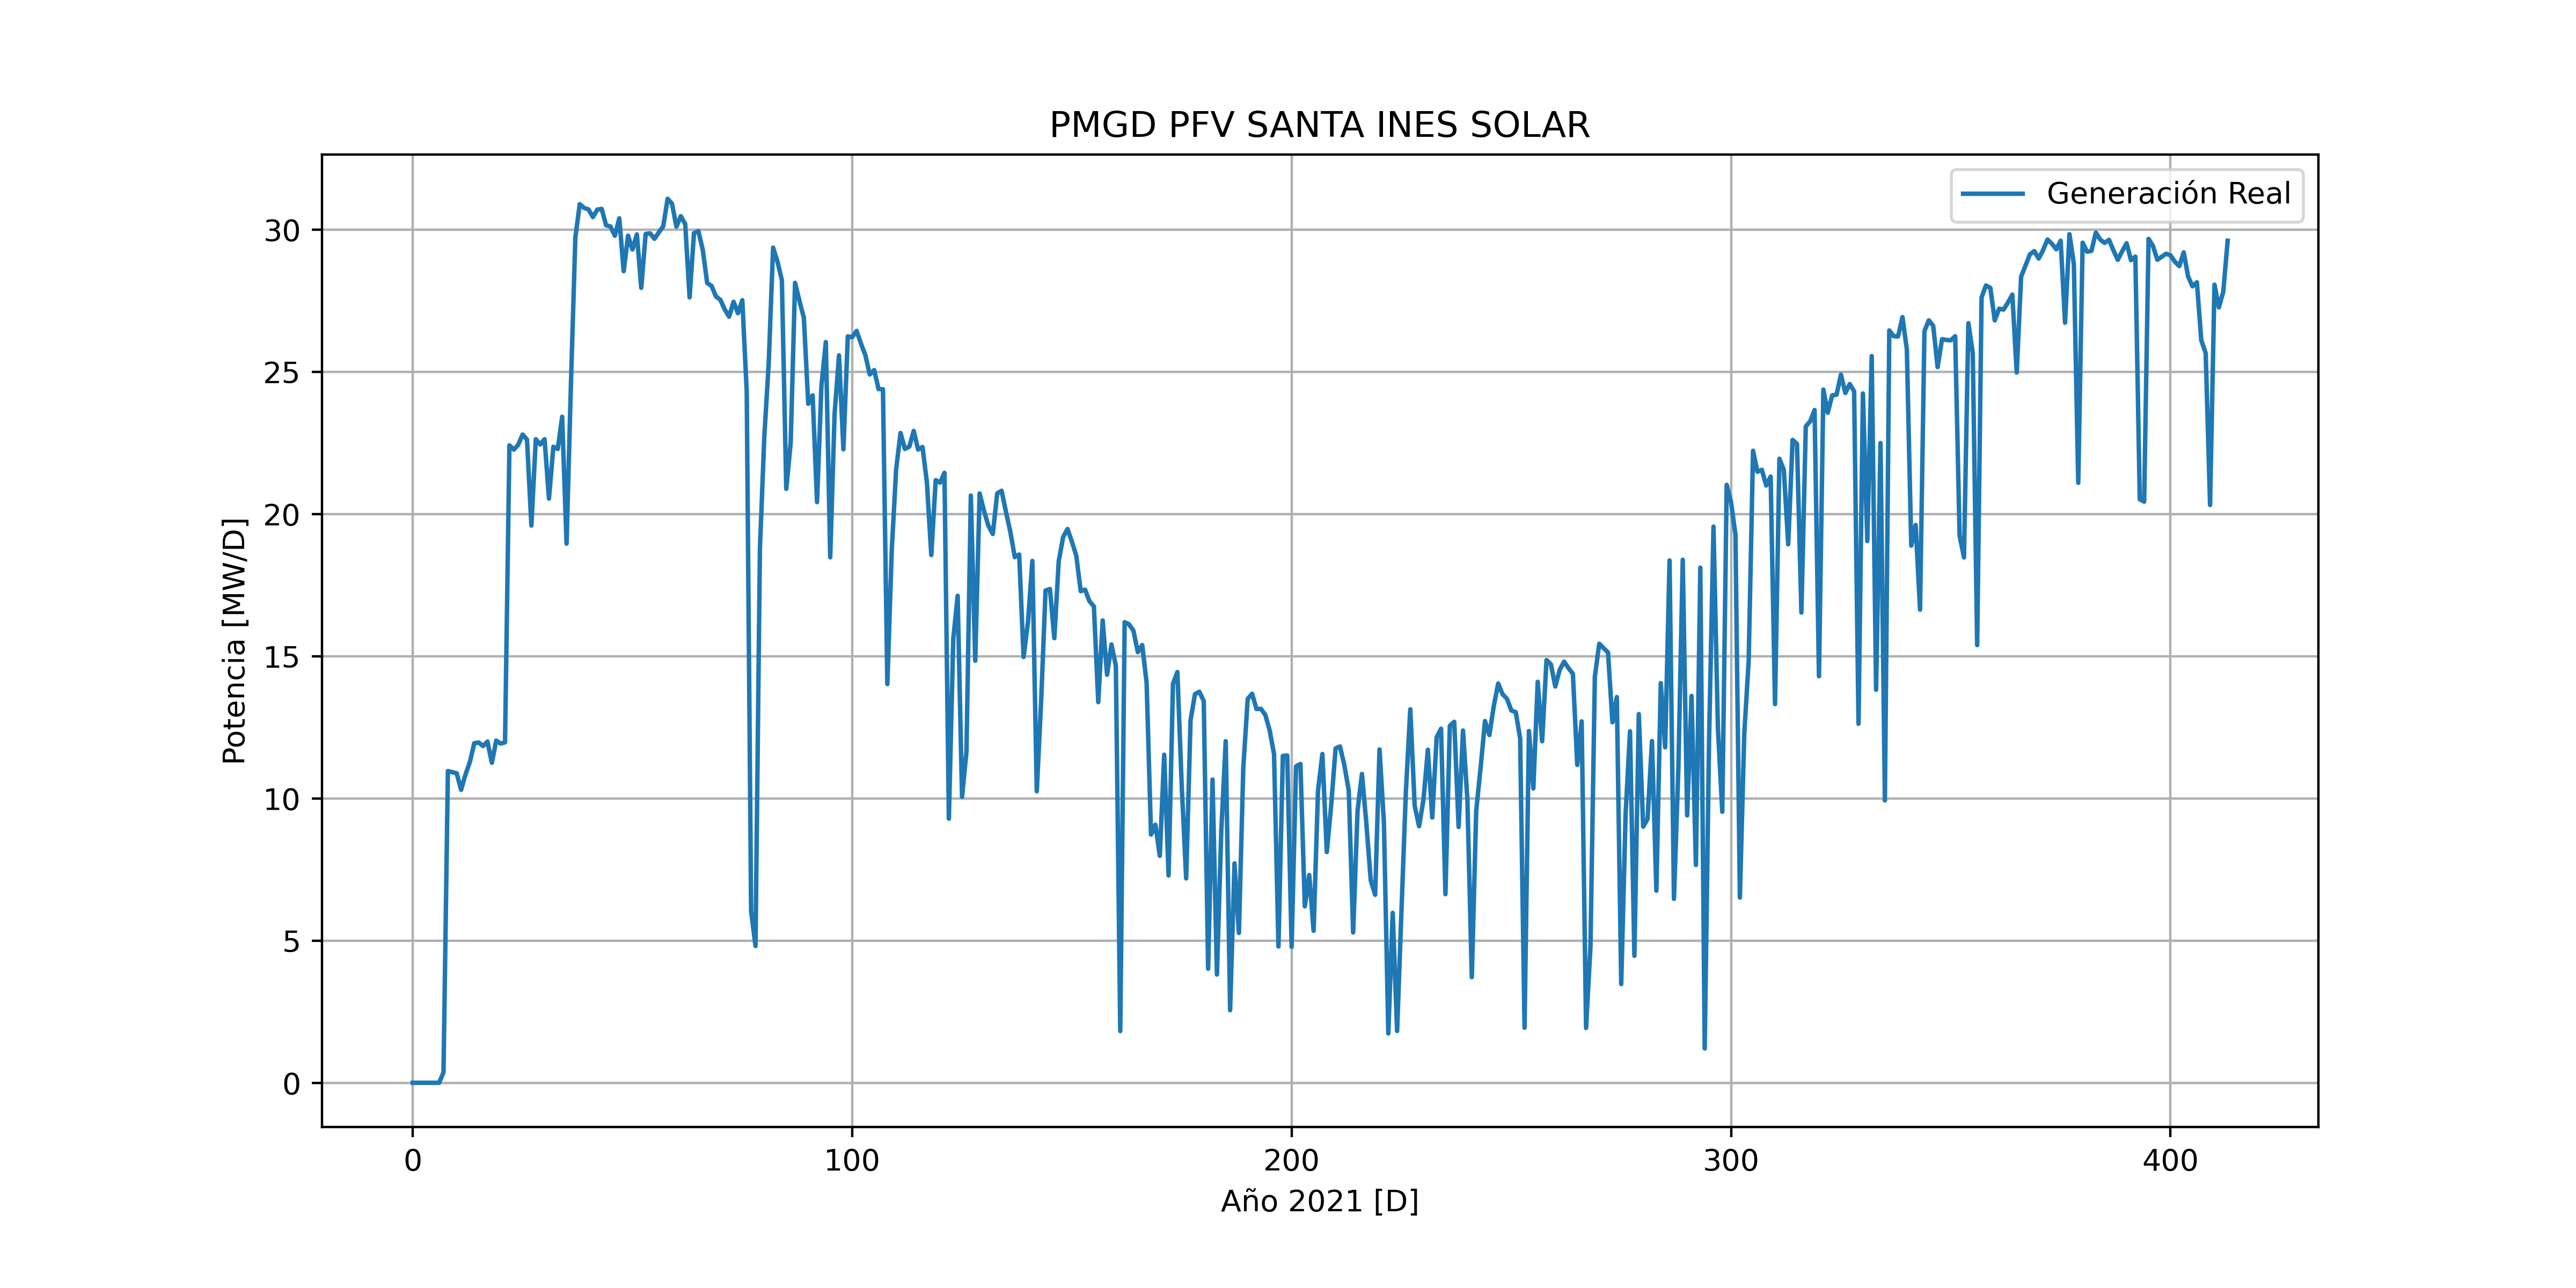 PMGD PFV SANTA INES SOLAR
Generación Real
Potencia [MW/D]
30
25
20
15
10
5
0
0 100 200 300 400
Año 2021 [D]